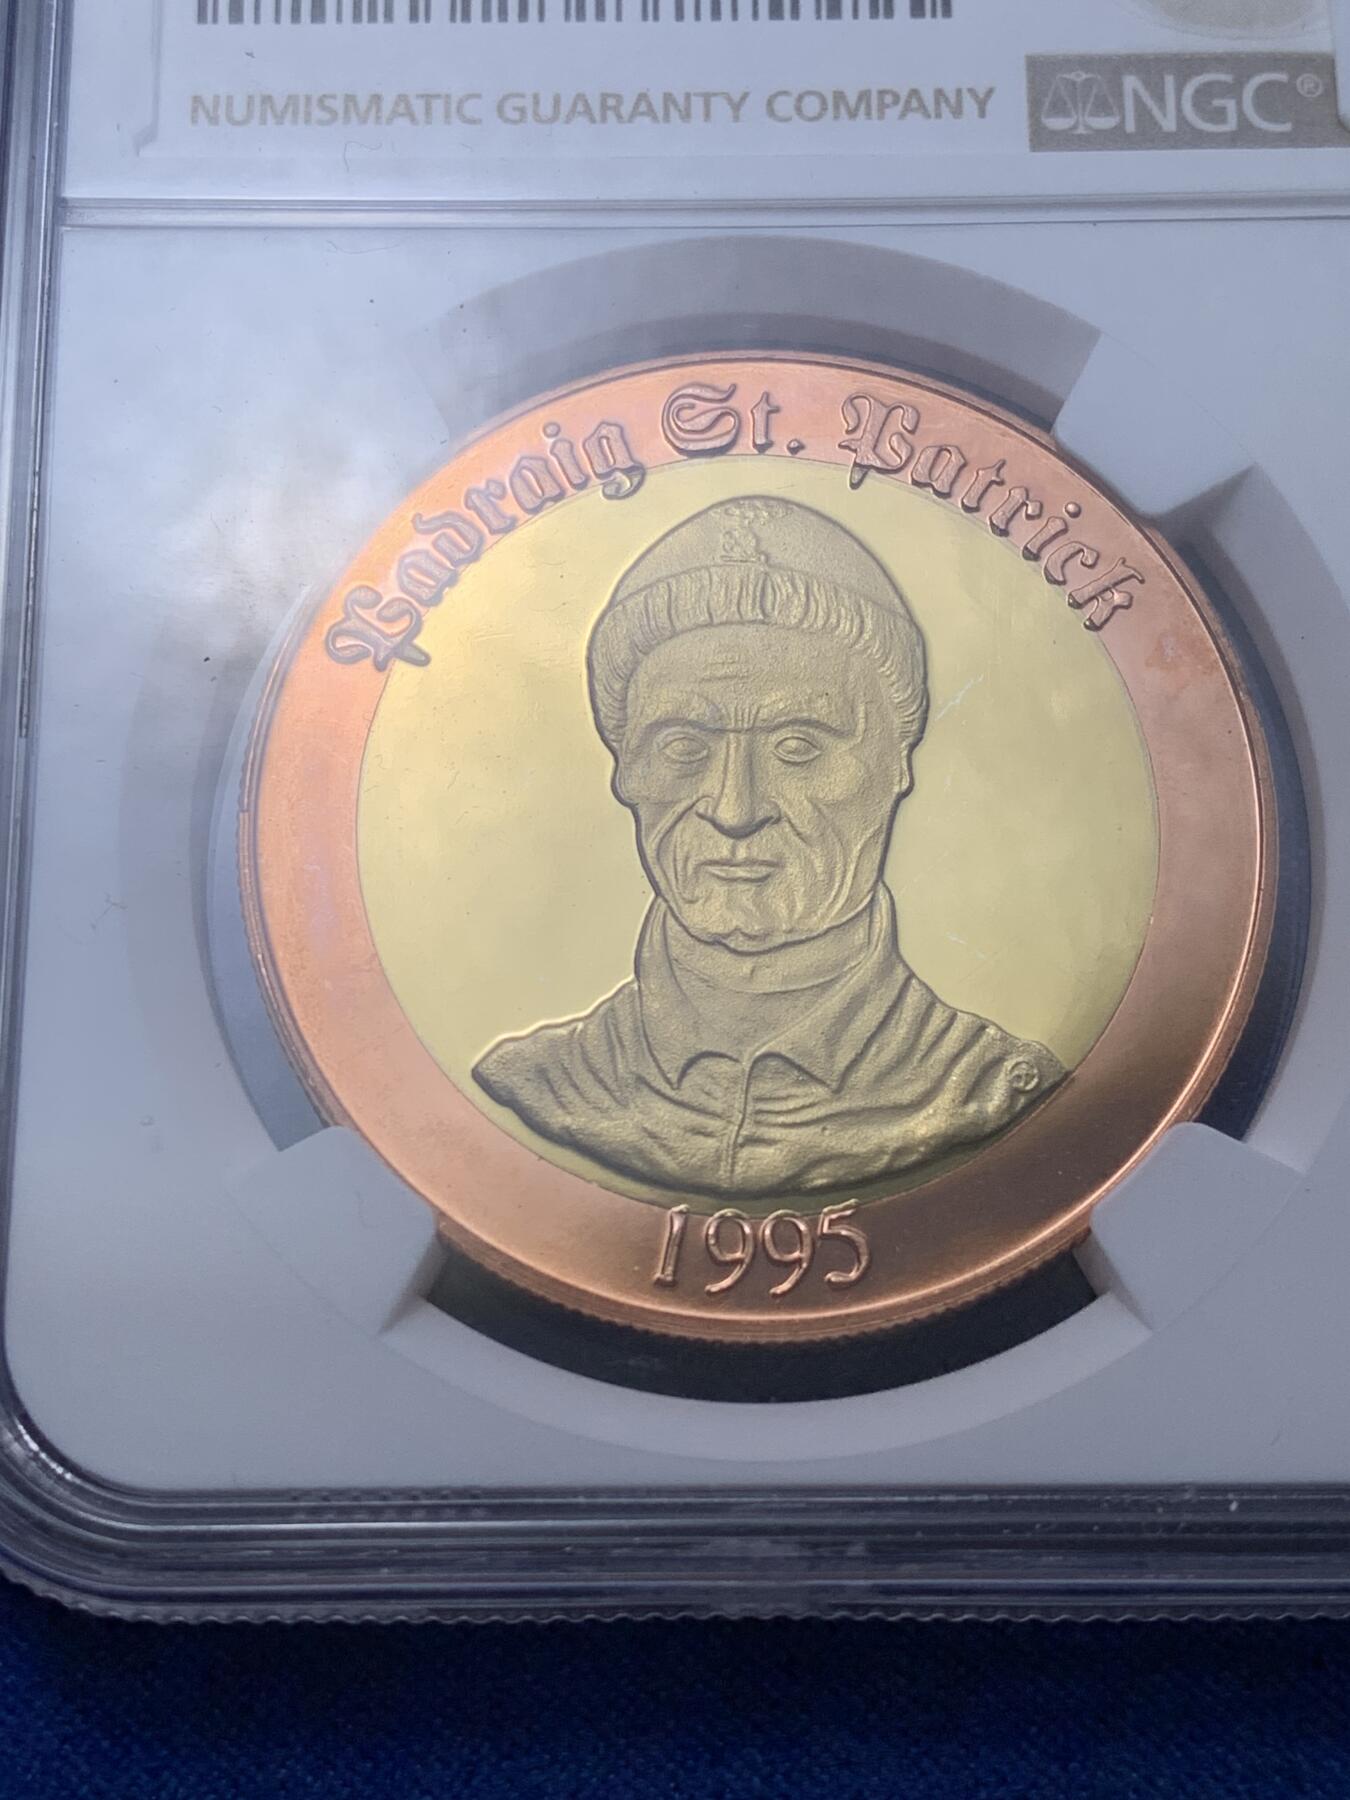 NUMISMATIC GUARANTY COMPANY
NGC®
Padraig St. Patrick
1995